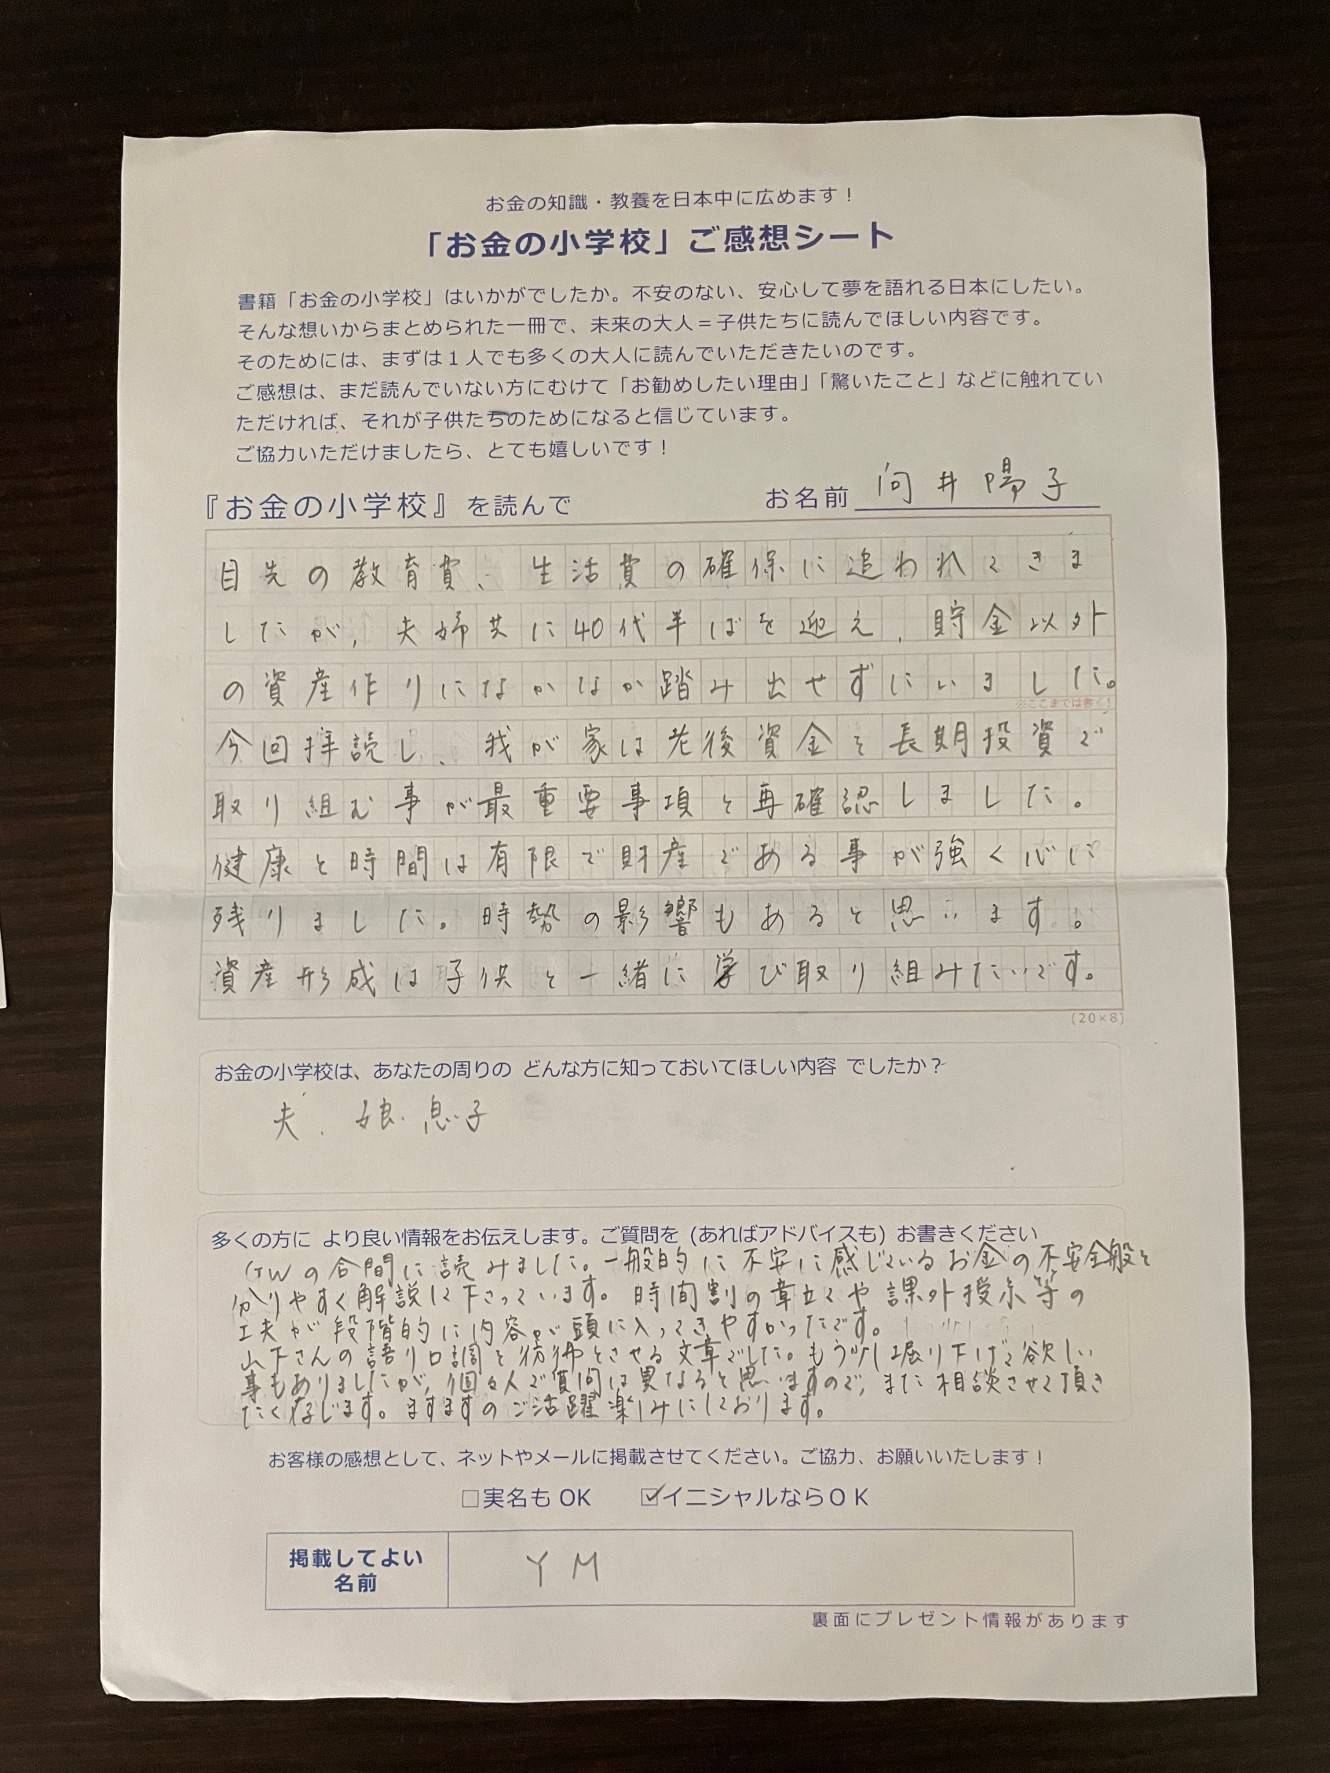 お金の知識・教養を日本中に広めます！
「お金の小学校」ご感想シート
書籍「お金の小学校」はいかがでしたか。不安のない、安心して夢を語れる日本にしたい。
そんな想いからまとめられた一冊で、未来の大人＝子供たちに読んでほしい内容です。
そのためには、まずは１人でも多くの大人に読んでいただきたいのです。
ご感想は、まだ読んでいない方にむけて「お勧めしたい理由」「驚いたこと」などに触れてい
ただければ、それが子供たちのためになると信じています。
ご協力いただけましたら、とても嬉しいです！
『お金の小学校』を読んで お名前 向井陽子
目先の教育費、生活費の確保に追われてきま
したが、夫婦共に40代半ばを迎え、貯金以外
の資産作りになかなか踏み出せずにいました。
※ここまでは書く！
今回拝読し、我が家は老後資金を長期投資で
取り組む事が最重要事項と再確認しました。
健康と時間は有限で財産である事が強く心に
残りました。時勢の影響もあると思います。
資産形成は子供と一緒に学び取り組みたいです。
(20×8)
お金の小学校は、あなたの周りの どんな方に知っておいてほしい内容 でしたか？
夫、娘、息子
多くの方に より良い情報をお伝えします。ご質問を (あればアドバイスも) お書きください
GWの合間に読みました。一般的に不安に感じているお金の不安全般を
分りやすく解説して下さっています。時間割の章立てや課外授業等の
工夫が段階的に内容が頭に入ってきやすかったです。
山下さんの語り口調を彷彿とさせる文章でした。もう少し掘り下げて欲しい
事もありましたが、個々人で質問は異なると思いますので、また相談させて頂き
たく存じます。ますますのご活躍楽しみにしております。
お客様の感想として、ネットやメールに掲載させてください。ご協力、お願いいたします！
□実名も OK ☑イニシャルならＯＫ
掲載してよい
名前
Y M
裏面にプレゼント情報があります